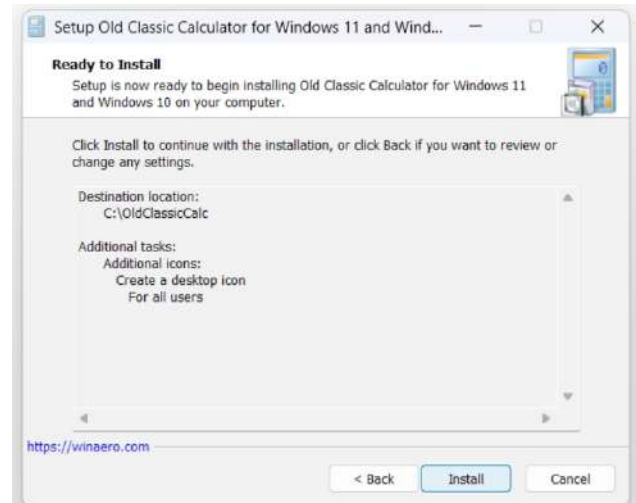 Setup Old Classic Calculator for Windows 11 and Wind...
Ready to Install
Setup is now ready to begin installing Old Classic Calculator for Windows 11
and Windows 10 on your computer.
Click Install to continue with the installation, or click Back if you want to review or
change any settings.
Destination location:
C:\OldClassicCalc
Additional tasks:
Additional icons:
Create a desktop icon
For all users
https://winaero.com
< Back Install Cancel